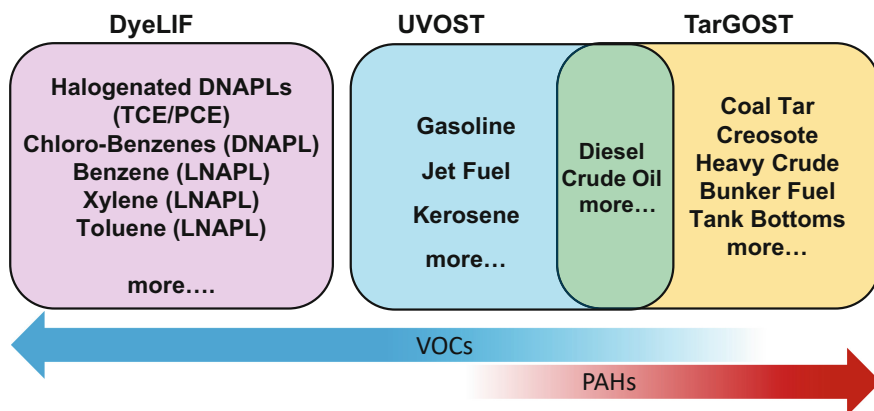 DyeLIF
UVOST
TarGOST
Halogenated DNAPLs
(TCE/PCE)
Chloro-Benzenes (DNAPL)
Benzene (LNAPL)
Xylene (LNAPL)
Toluene (LNAPL)
more….
Gasoline
Jet Fuel
Kerosene
more…
Diesel
Crude Oil
more…
Coal Tar
Creosote
Heavy Crude
Bunker Fuel
Tank Bottoms
more…
VOCs
PAHs